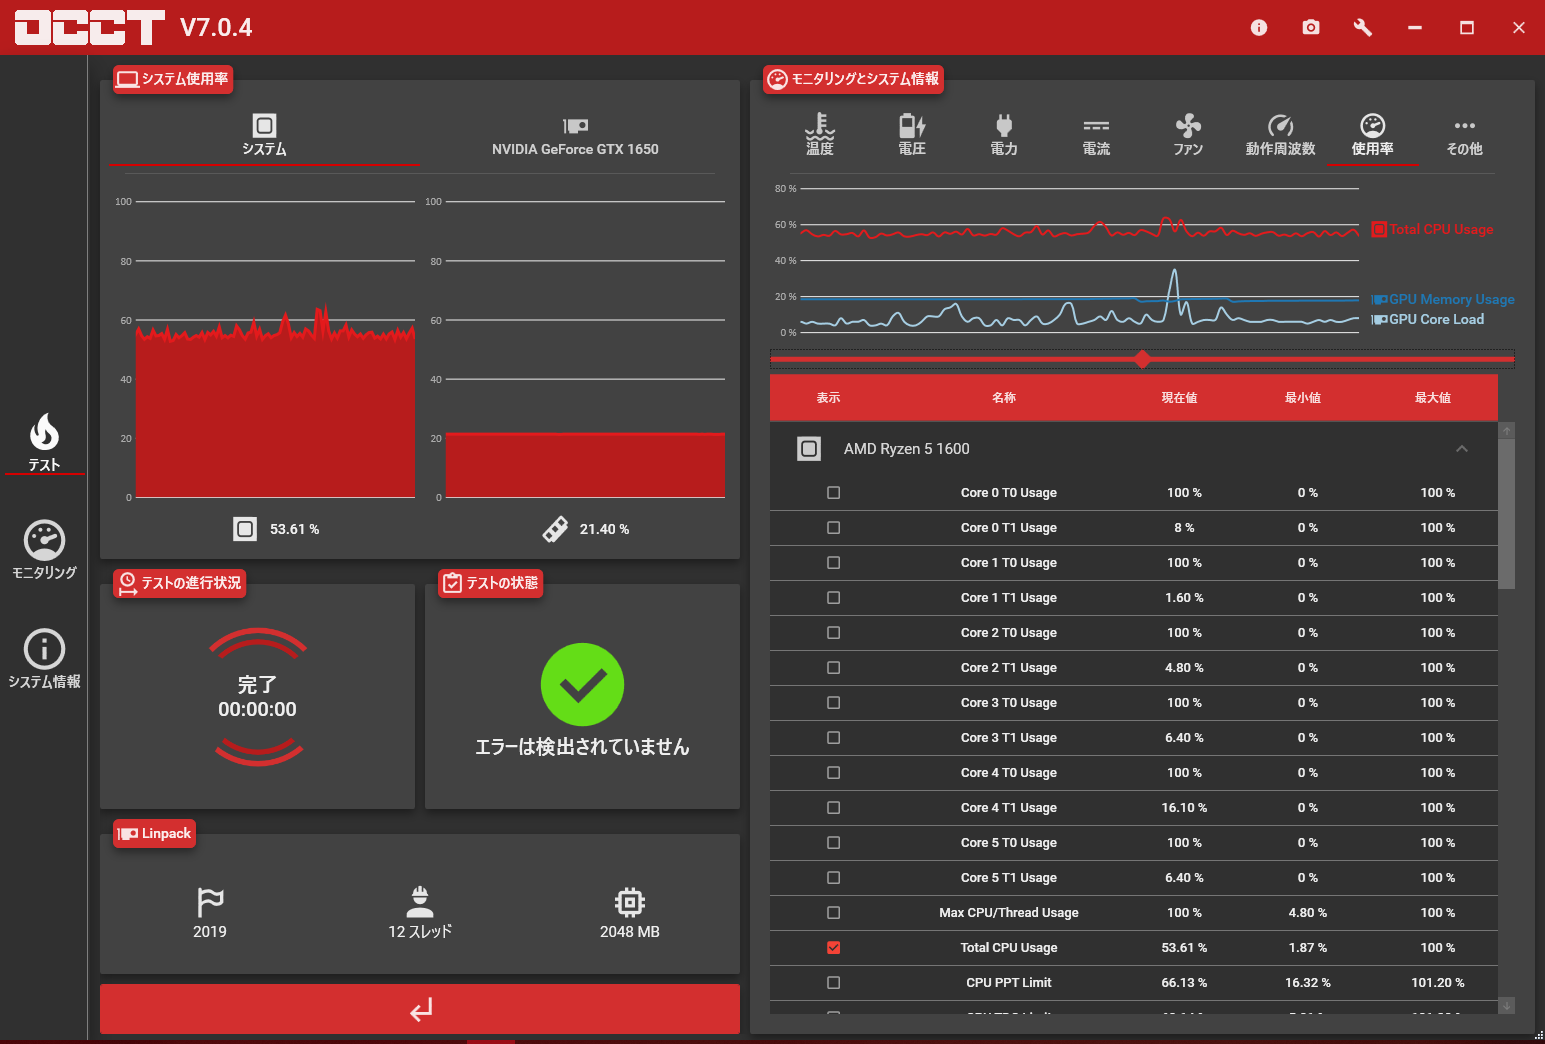 OCCT V7.0.4
システム使用率
システム
NVIDIA GeForce GTX 1650
100
80
60
40
20
0
100
80
60
40
20
0
53.61 %
21.40 %
テスト
モニタリング
システム情報
テストの進行状況
完了
00:00:00
テストの状態
エラーは検出されていません
Linpack
2019
12 スレッド
2048 MB
モニタリングとシステム情報
温度
電圧
電力
電流
ファン
動作周波数
使用率
その他
80 %
60 %
40 %
20 %
0 %
Total CPU Usage
GPU Memory Usage
GPU Core Load
表示 名称 現在値 最小値 最大値
AMD Ryzen 5 1600
Core 0 T0 Usage 100 % 0 % 100 %
Core 0 T1 Usage 8 % 0 % 100 %
Core 1 T0 Usage 100 % 0 % 100 %
Core 1 T1 Usage 1.60 % 0 % 100 %
Core 2 T0 Usage 100 % 0 % 100 %
Core 2 T1 Usage 4.80 % 0 % 100 %
Core 3 T0 Usage 100 % 0 % 100 %
Core 3 T1 Usage 6.40 % 0 % 100 %
Core 4 T0 Usage 100 % 0 % 100 %
Core 4 T1 Usage 16.10 % 0 % 100 %
Core 5 T0 Usage 100 % 0 % 100 %
Core 5 T1 Usage 6.40 % 0 % 100 %
Max CPU/Thread Usage 100 % 4.80 % 100 %
Total CPU Usage 53.61 % 1.87 % 100 %
CPU PPT Limit 66.13 % 16.32 % 101.20 %